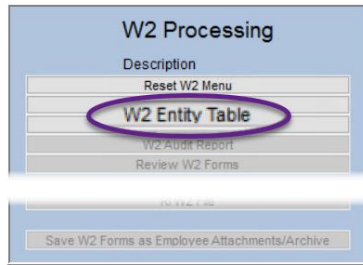 W2 Processing
Description
Reset W2 Menu
W2 Entity Table
W2 Audit Report
Review W2 Forms
Save W2 Forms as Employee Attachments/Archive